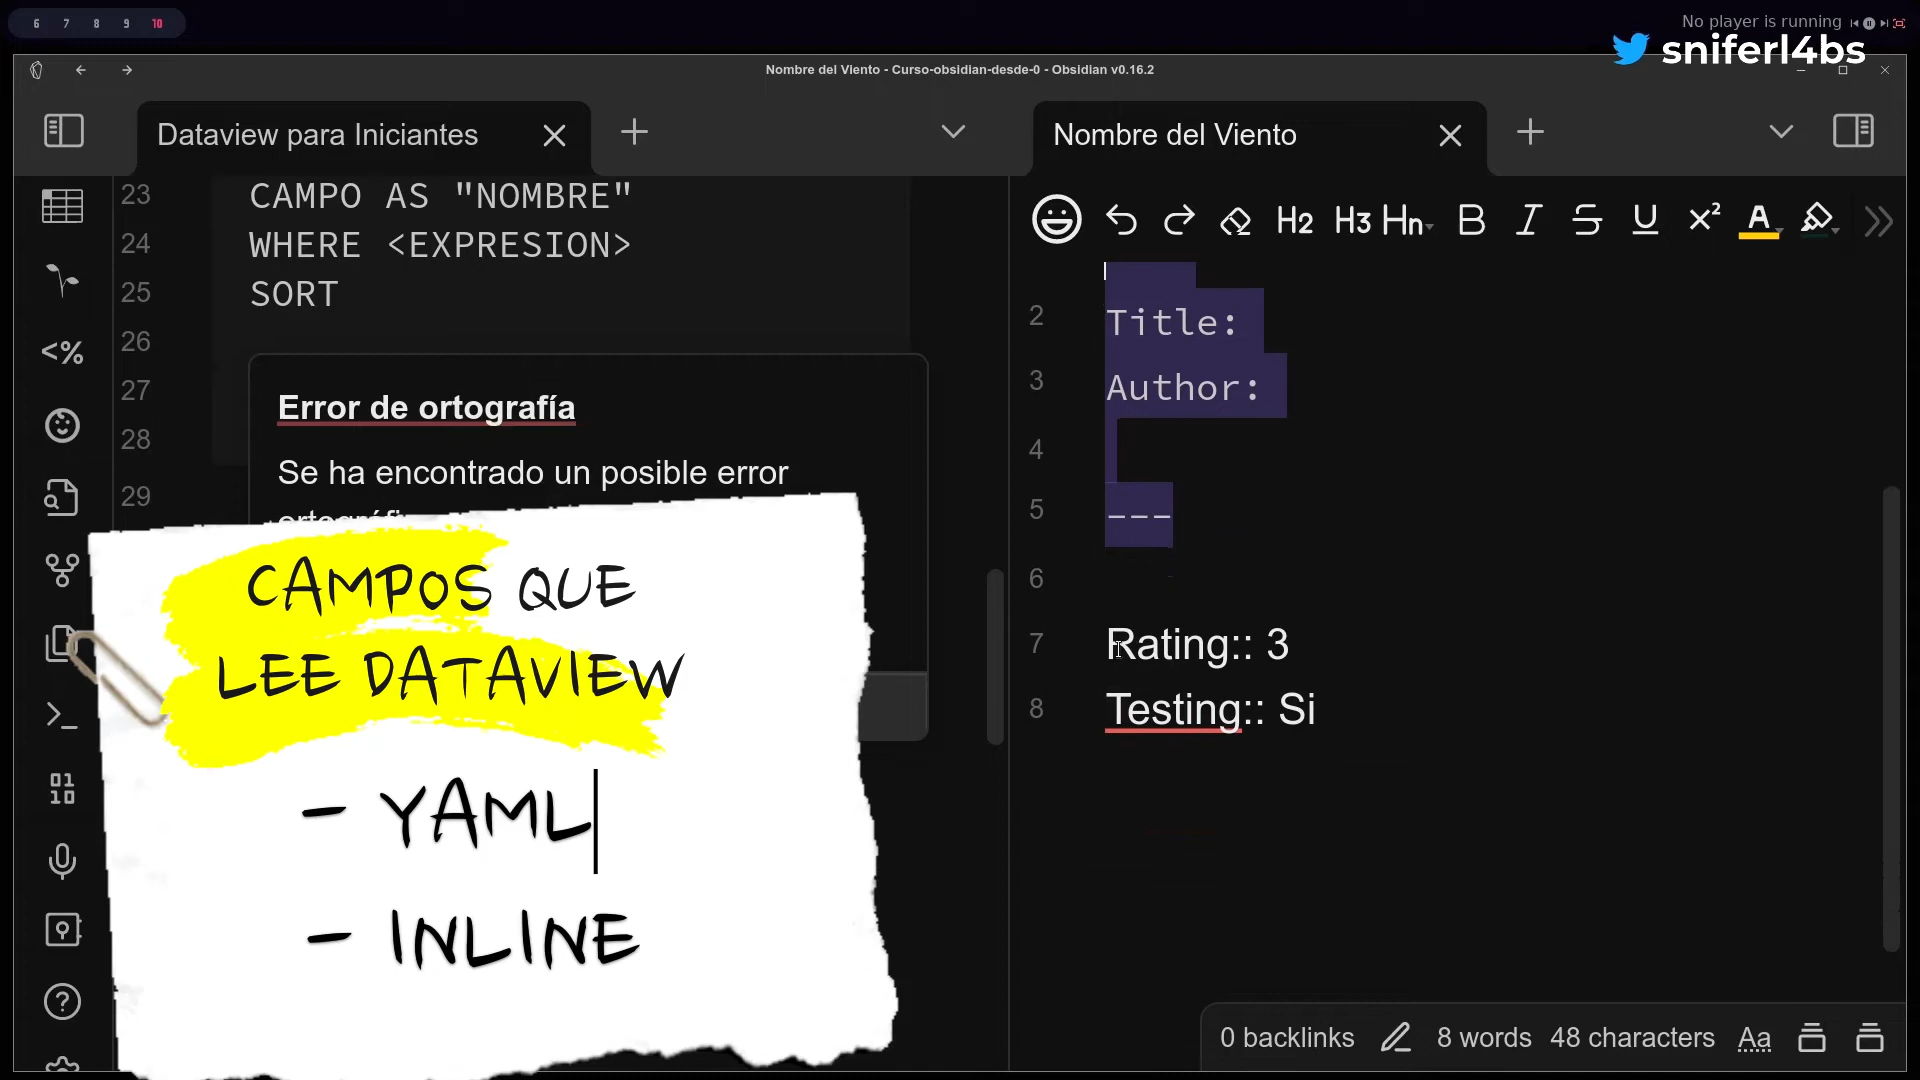 6 7 8 9 10
No player is running
sniferl4bs
Nombre del Viento - Curso-obsidian-desde-0 - Obsidian v0.16.2
Dataview para Iniciantes
23 CAMPO AS "NOMBRE"
24 WHERE <EXPRESION>
25 SORT
26
27
28
29
Error de ortografía
Se ha encontrado un posible error
CAMPOS QUE
LEE DATAVIEW
- YAML
- INLINE
Nombre del Viento
H2 H3 Hn B I S U X2 A
2 Title:
3 Author:
4
5 ---
6
7 Rating:: 3
8 Testing:: Si
0 backlinks 8 words 48 characters Aa